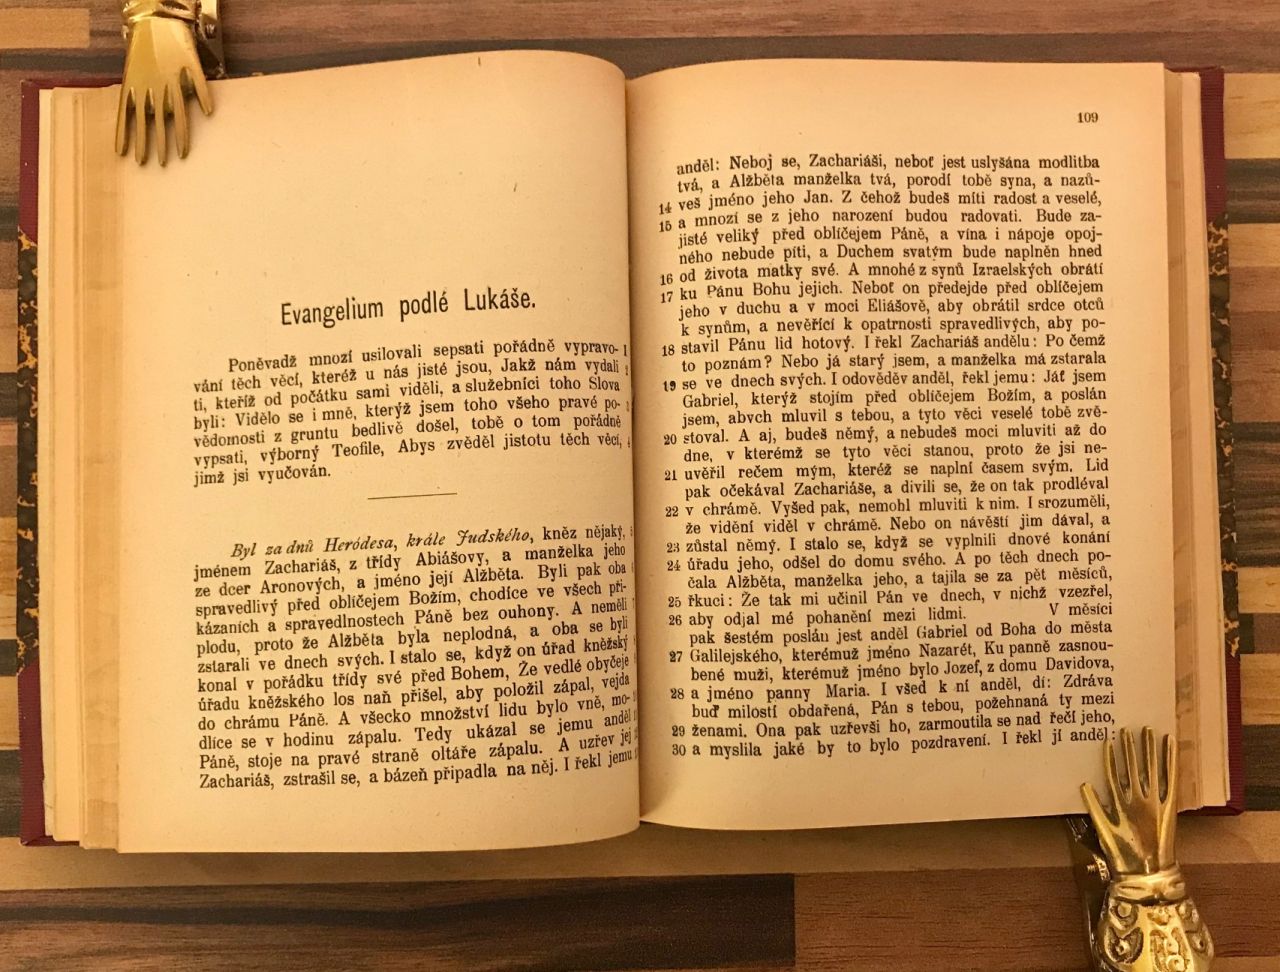 Evangelium podlé Lukáše.
Poněvadž mnozí usilovali sepsati pořádně vypravo- 1
vání těch věcí, kteréž u nás jisté jsou, Jakž nám vydali 2
ti, kteříž od počátku sami viděli, a služebníci toho Slova
byli: Vidělo se i mně, kterýž jsem toho všeho pravé po- 3
vědomosti z gruntu bedlivě došel, tobě o tom pořádně
vypsati, výborný Teofile, Abys zvěděl jistotu těch věcí, 4
jimž jsi vyučován.
Byl za dnů Heródesa, krále Judského, kněz nějaký, 5
jménem Zachariáš, z třídy Abiášovy, a manželka jeho
ze dcer Aronových, a jméno její Alžběta. Byli pak oba
spravedlivý před oblíčejem Božím, chodíce ve všech při-
kázaních a spravedlnostech Páně bez ouhony. A neměli
plodu, proto že Alžběta byla neplodná, a oba se byli
zstarali ve dnech svých. I stalo se, když on úřad kněžský
konal v pořádku třídy své před Bohem, Že vedlé obyčeje
úřadu kněžského los naň přišel, aby položil zápal, vejda
do chrámu Páně. A všecko množství lidu bylo vně, mo-
dlíce se v hodinu zápalu. Tedy ukázal se jemu anděl
Páně, stoje na pravé straně oltáře zápalu. A uzřev jej
Zachariáš, zstrašil se, a bázeň připadla na něj. I řekl jemu
109
anděl: Neboj se, Zachariáši, neboť jest uslyšána modlitba
tvá, a Alžběta manželka tvá, porodí tobě syna, a nazů-
14 veš jméno jeho Jan. Z čehož budeš míti radost a veselé,
15 a mnozí se z jeho narození budou radovati. Bude za-
jisté veliký před oblíčejem Páně, a vína i nápoje opoj-
ného nebude píti, a Duchem svatým bude naplněn hned
16 od života matky své. A mnohé z synů Izraelských obrátí
17 ku Pánu Bohu jejich. Neboť on předejde před oblíčejem
jeho v duchu a v moci Eliášově, aby obrátil srdce otců
k synům, a nevěřící k opatrnosti spravedlivých, aby po-
18 stavil Pánu lid hotový. I řekl Zachariáš andělu: Po čemž
to poznám? Nebo já starý jsem, a manželka má zstarala
19 se ve dnech svých. I odověděv anděl, řekl jemu: Jáť jsem
Gabriel, kterýž stojím před oblíčejem Božím, a poslán
jsem, abych mluvil s tebou, a tyto věci veselé tobě zvě-
20 stoval. A aj, budeš němý, a nebudeš moci mluviti až do
dne, v kterémž se tyto věci stanou, proto že jsi ne-
21 uvěřil rečem mým, kteréž se naplní časem svým. Lid
pak očekával Zachariáše, a divili se, že on tak prodléval
22 v chrámě. Vyšed pak, nemohl mluviti k nim. I srozuměli,
že vidění viděl v chrámě. Nebo on návěští jim dával, a
23 zůstal němý. I stalo se, když se vyplnili dnové konání
24 úřadu jeho, odšel do domu svého. A po těch dnech po-
čala Alžběta, manželka jeho, a tajila se za pět měsíců,
25 řkuci: Že tak mi učinil Pán ve dnech, v nichž vzezřel,
26 aby odjal mé pohanění mezi lidmi. V měsíci
pak šestém poslán jest anděl Gabriel od Boha do města
27 Galilejského, kterémuž jméno Nazarét, Ku panně zasnou-
bené muži, kterémuž jméno bylo Jozef, z domu Davidova,
28 a jméno panny Maria. I všed k ní anděl, dí: Zdráva
buď milostí obdařená, Pán s tebou, požehnaná ty mezi
29 ženami. Ona pak uzřevši ho, zarmoutila se nad řečí jeho,
30 a myslila jaké by to bylo pozdravení. I řekl jí anděl: